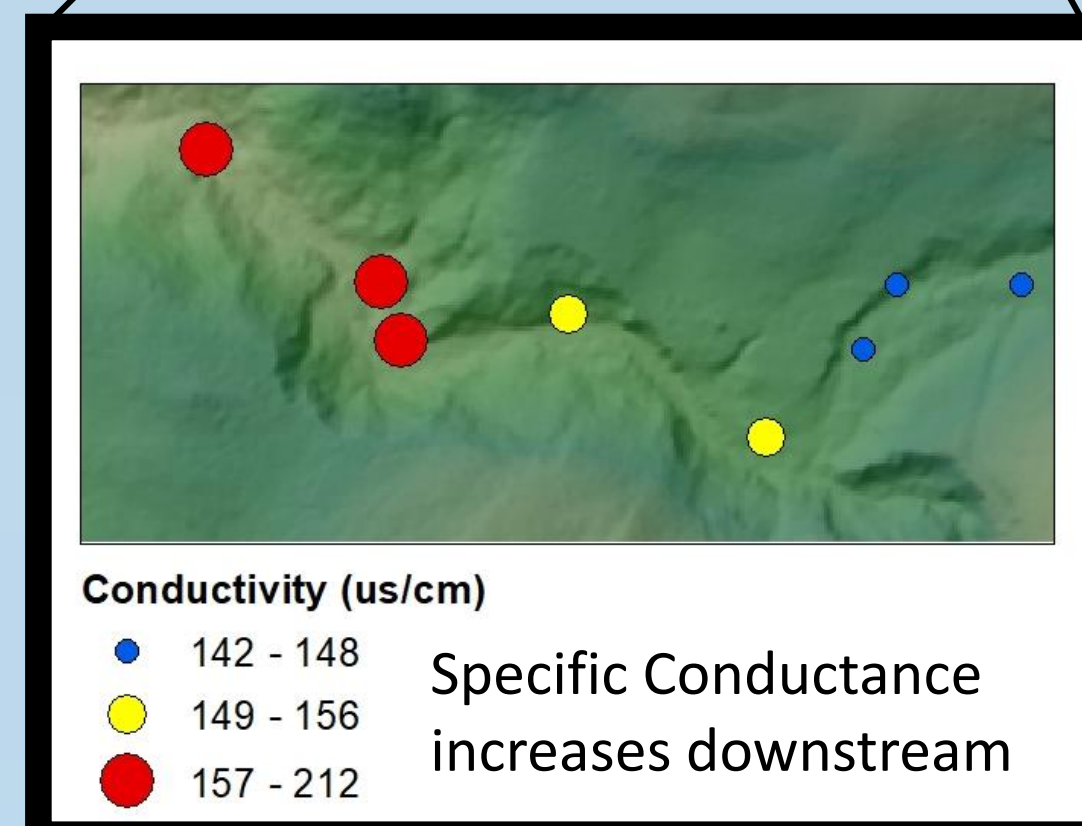 Conductivity (us/cm)
142 - 148
149 - 156
157 - 212
Specific Conductance
increases downstream